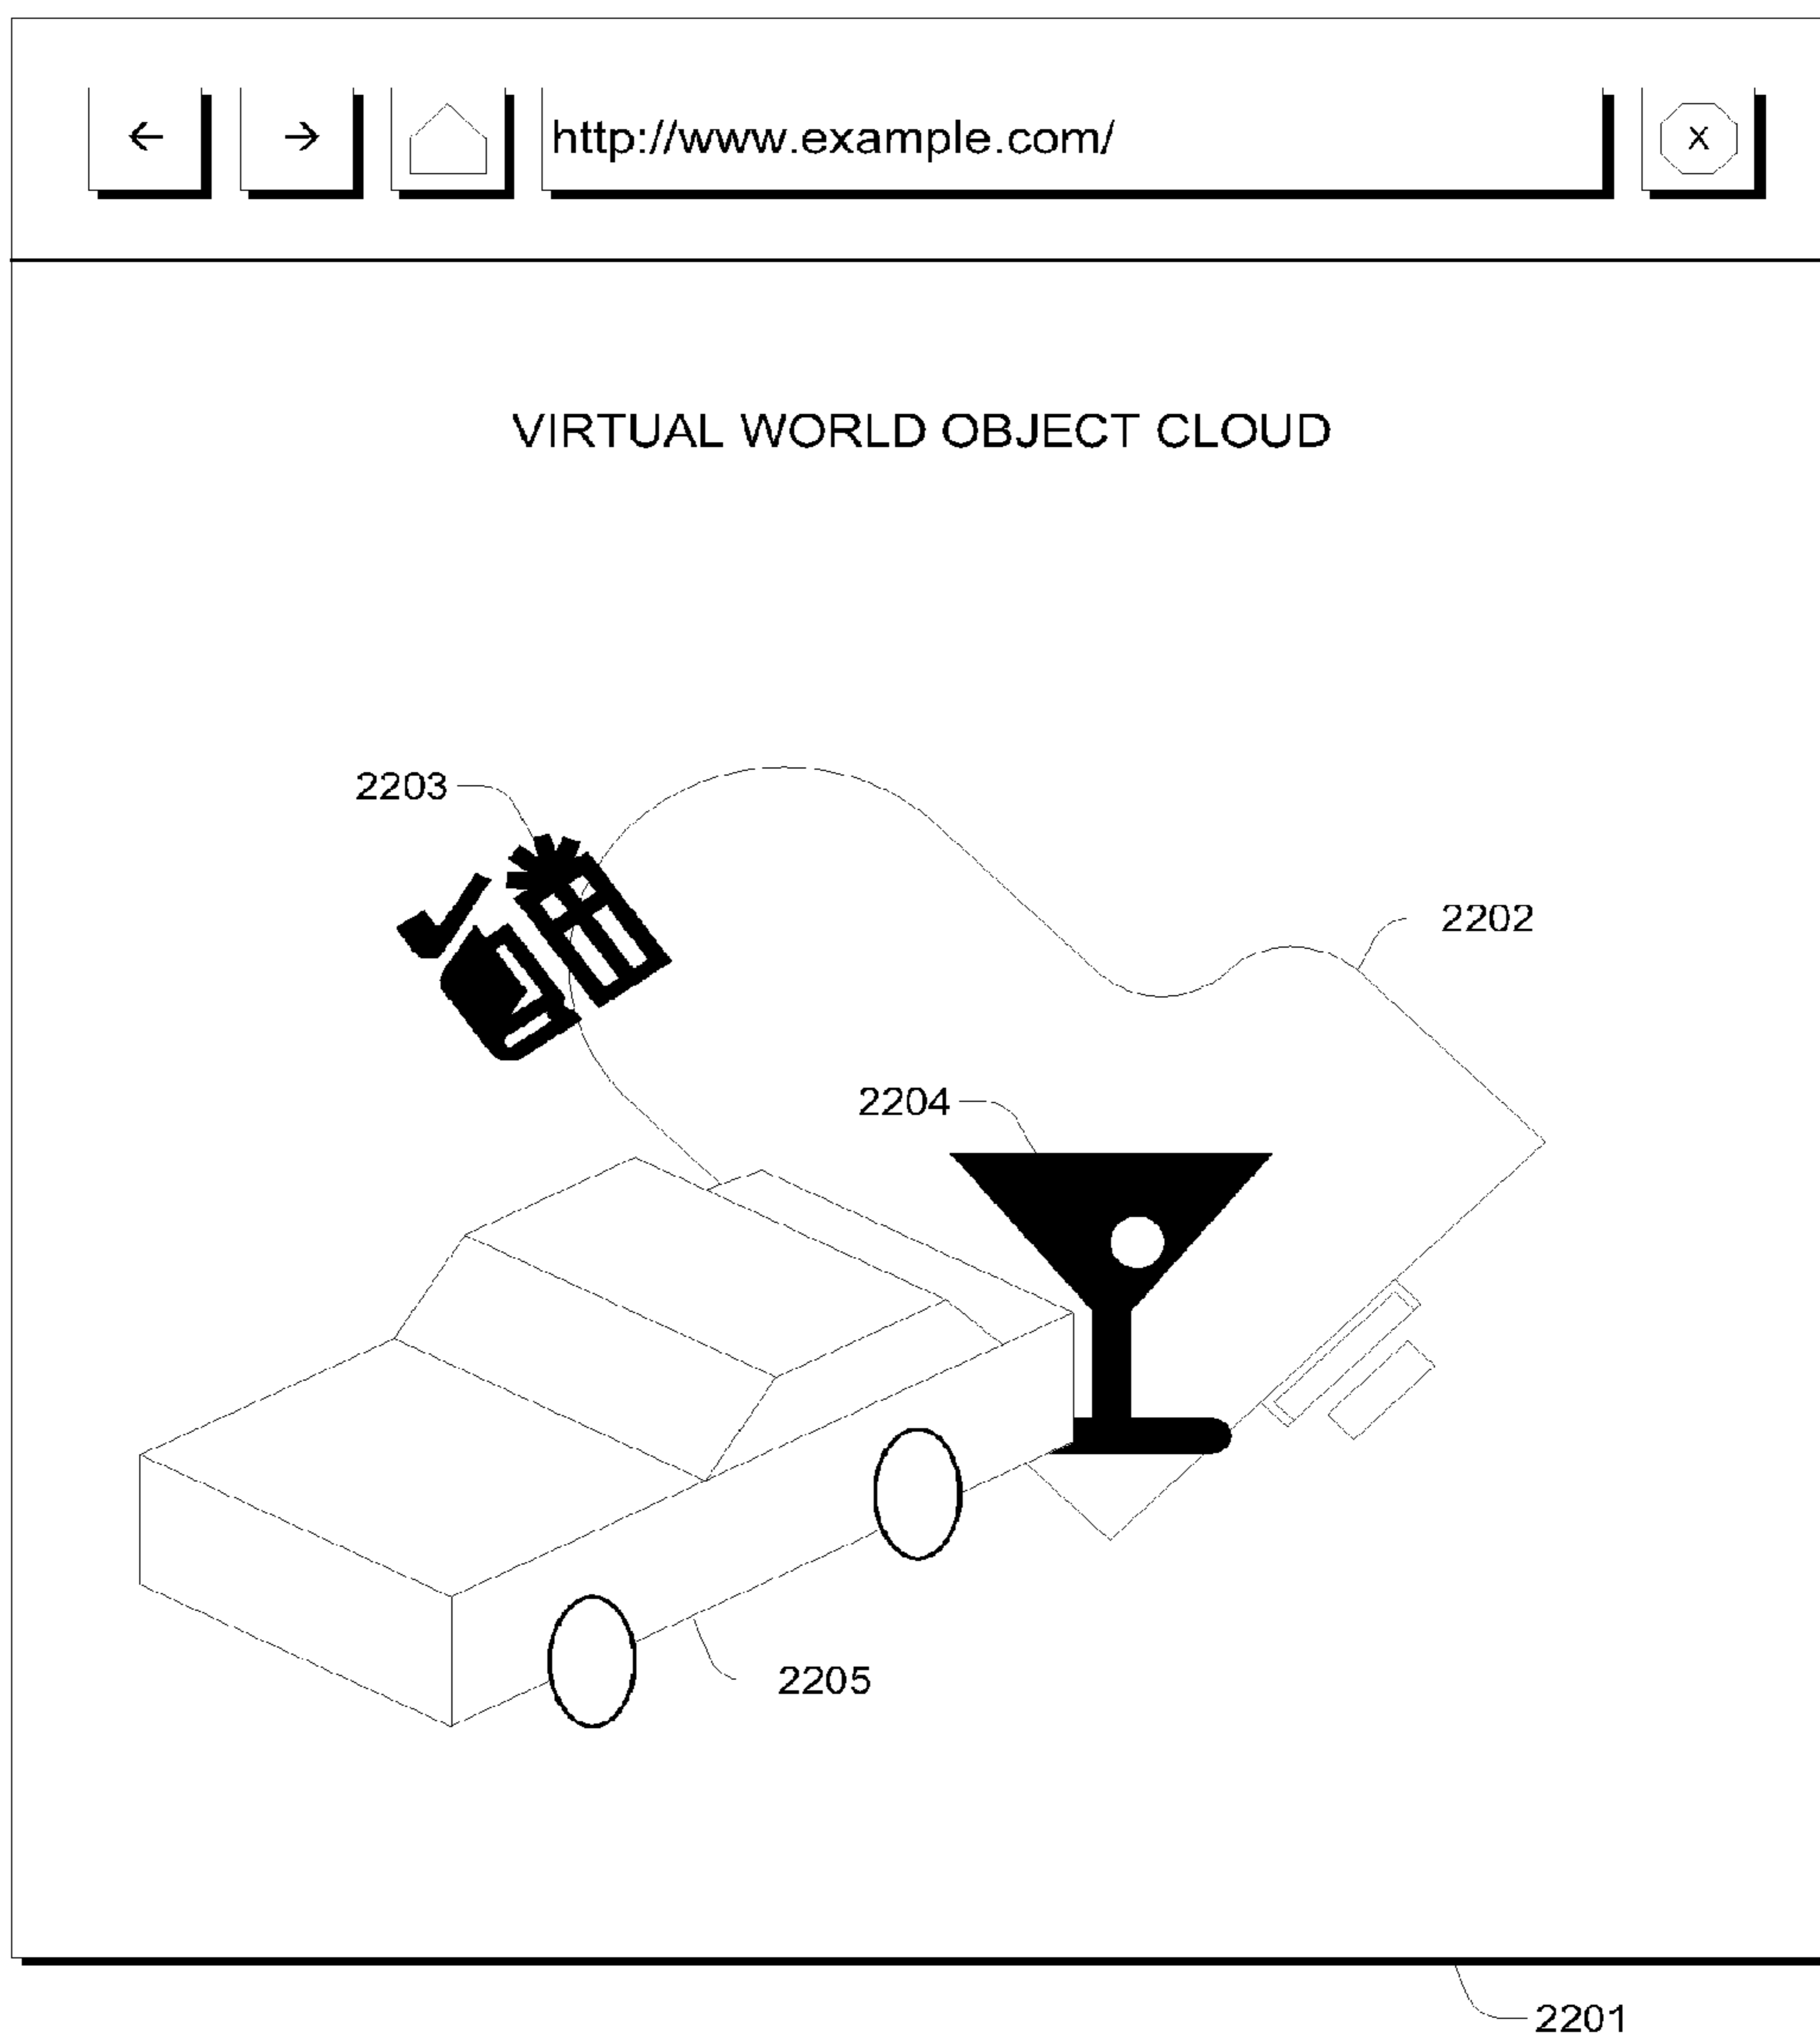 ← → http://www.example.com/ X
VIRTUAL WORLD OBJECT CLOUD
2203
2202
2204
2205
2201